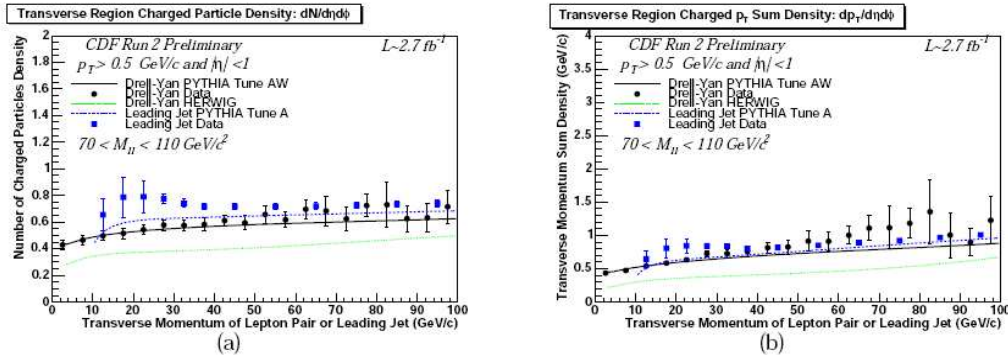 Transverse Region Charged Particle Density: dN/dηdϕ
Number of Charged Particles Density
CDF Run 2 Preliminary
L~2.7 fb⁻¹
p_T > 0.5 GeV/c and |η| <1
Drell-Yan PYTHIA Tune AW
Drell-Yan Data
Drell-Yan HERWIG
Leading Jet PYTHIA Tune A
Leading Jet Data
70 < M_ll < 110 GeV/c²
2
1.8
1.6
1.4
1.2
1
0.8
0.6
0.4
0.2
0
0 10 20 30 40 50 60 70 80 90 100
Transverse Momentum of Lepton Pair or Leading Jet (GeV/c)
(a)
Transverse Region Charged p_T Sum Density: dp_T/dηdϕ
Transverse Momentum Sum Density (GeV/c)
CDF Run 2 Preliminary
L~2.7 fb⁻¹
p_T > 0.5 GeV/c and |η| <1
Drell-Yan PYTHIA Tune AW
Drell-Yan Data
Drell-Yan HERWIG
Leading Jet PYTHIA Tune A
Leading Jet Data
70 < M_ll < 110 GeV/c²
4
3.5
3
2.5
2
1.5
1
0.5
0
0 10 20 30 40 50 60 70 80 90 100
Transverse Momentum of Lepton Pair or Leading Jet (GeV/c)
(b)